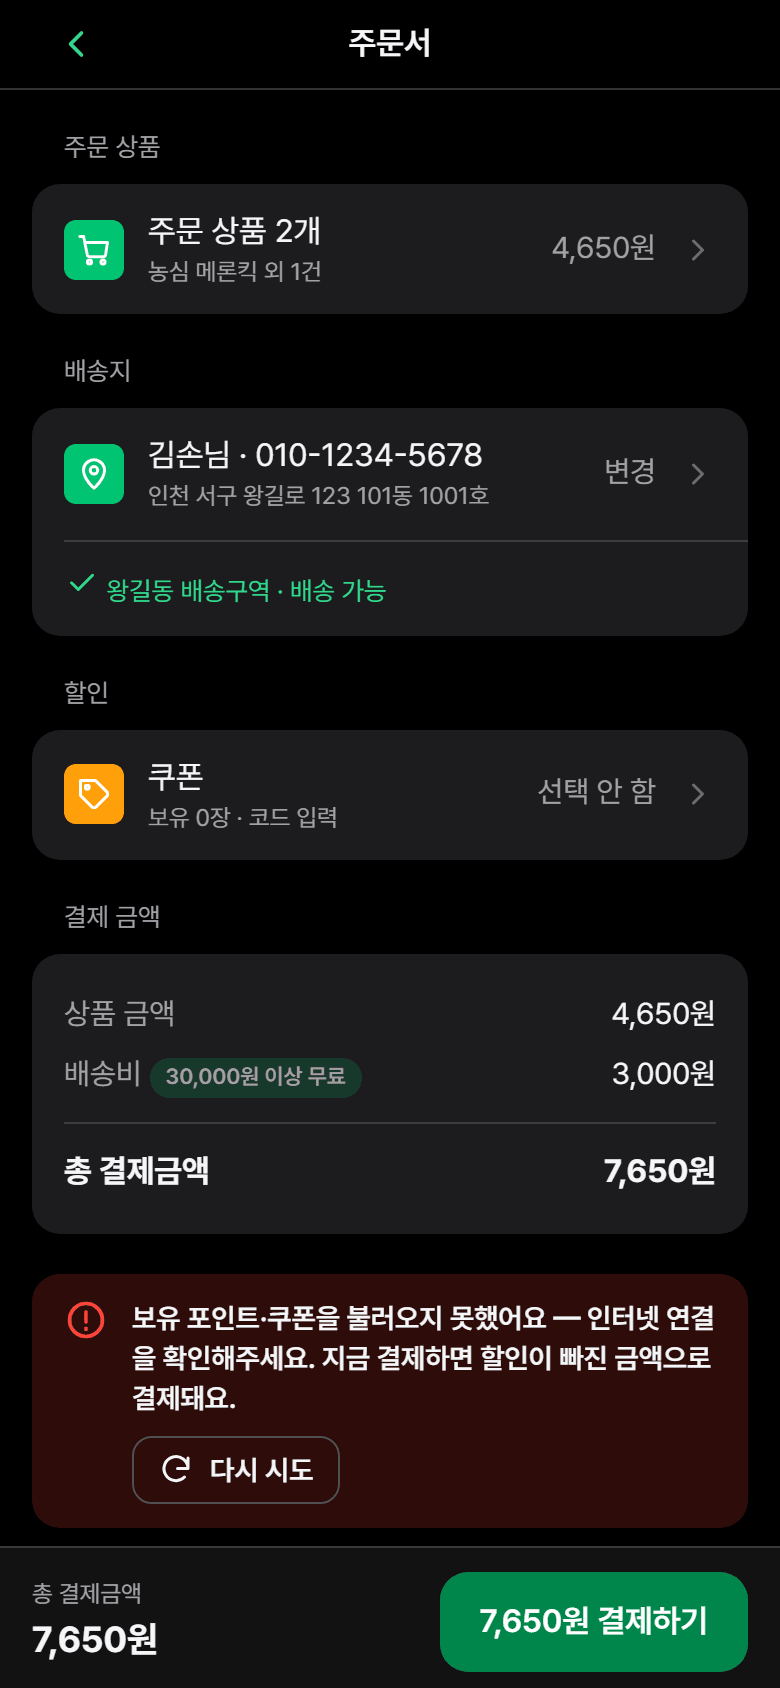 주문서
주문 상품
주문 상품 2개
농심 메론킥 외 1건
4,650원
배송지
김손님 · 010-1234-5678
인천 서구 왕길로 123 101동 1001호
변경
왕길동 배송구역 · 배송 가능
할인
쿠폰
보유 0장 · 코드 입력
선택 안 함
결제 금액
상품 금액 4,650원
배송비 30,000원 이상 무료 3,000원
총 결제금액 7,650원
보유 포인트·쿠폰을 불러오지 못했어요 — 인터넷 연결
을 확인해주세요. 지금 결제하면 할인이 빠진 금액으로
결제돼요.
다시 시도
총 결제금액
7,650원
7,650원 결제하기